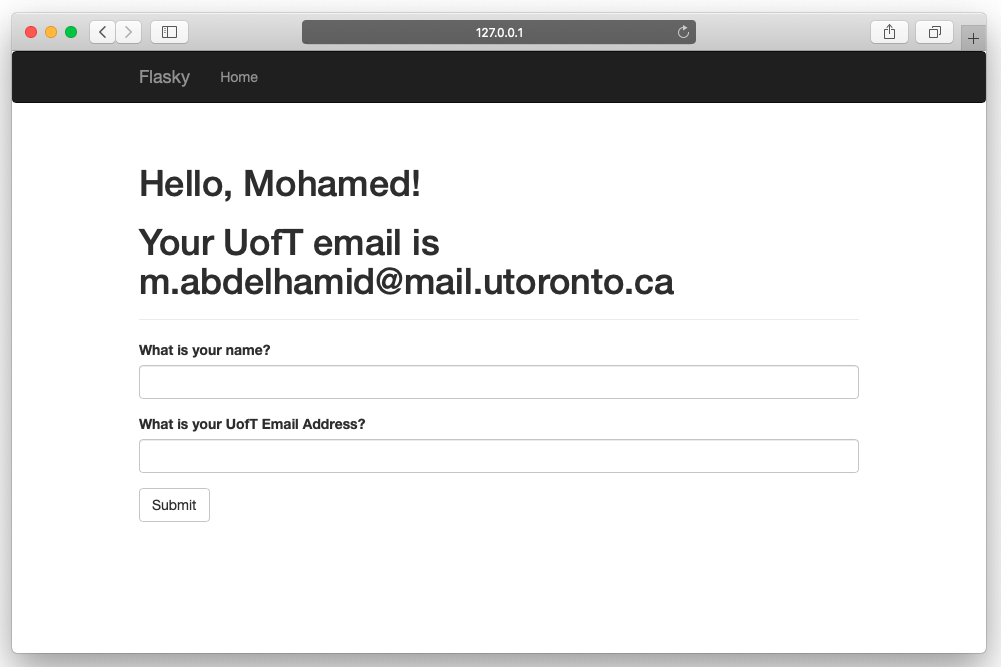 127.0.0.1
Flasky Home
Hello, Mohamed!
Your UofT email is
m.abdelhamid@mail.utoronto.ca
What is your name?
What is your UofT Email Address?
Submit